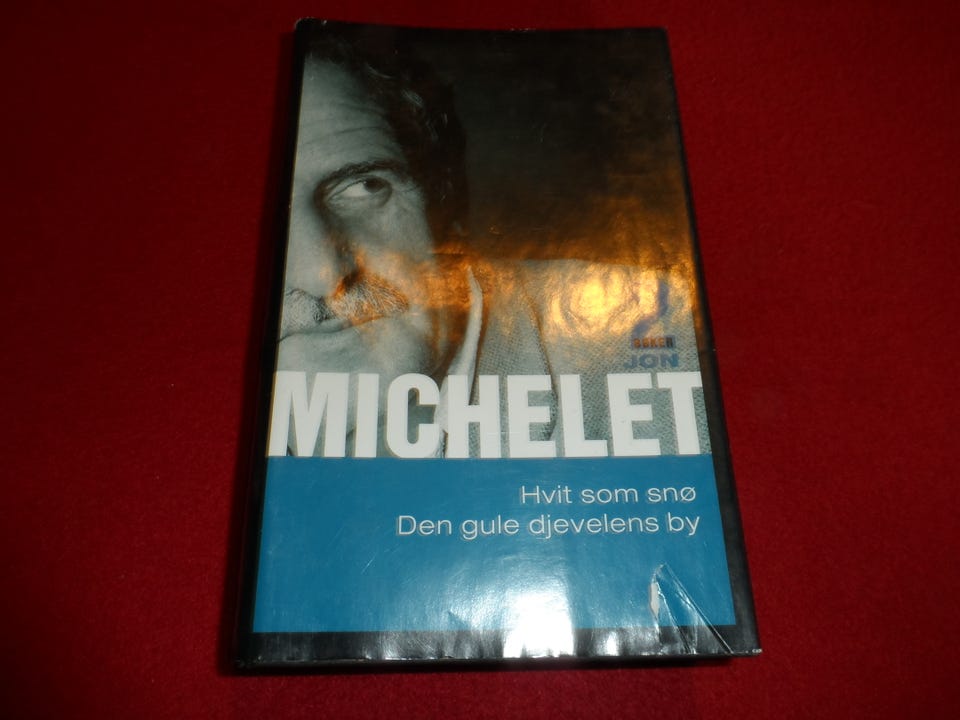 2
BØKER
JON
MICHELET
Hvit som snø
Den gule djevelens by